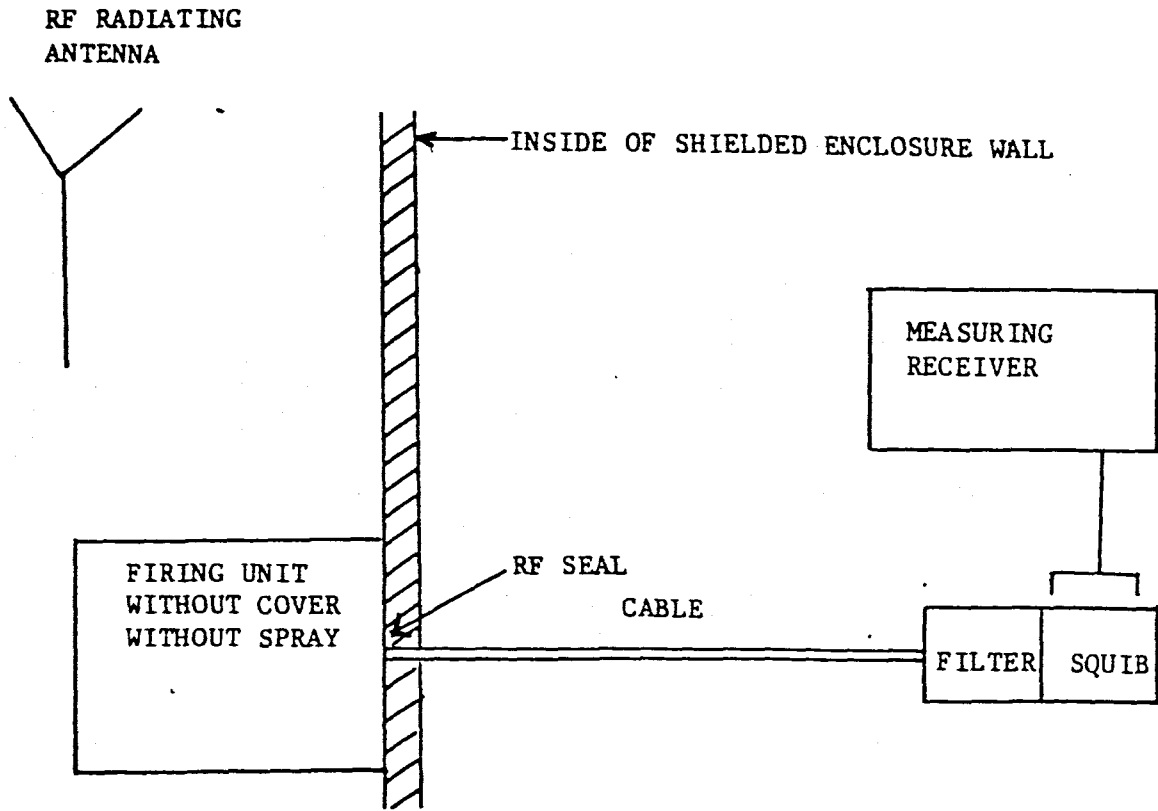 RF RADIATING
ANTENNA
INSIDE OF SHIELDED ENCLOSURE WALL
MEASURING
RECEIVER
FIRING UNIT
WITHOUT COVER
WITHOUT SPRAY
RF SEAL
CABLE
FILTER
SQUIB